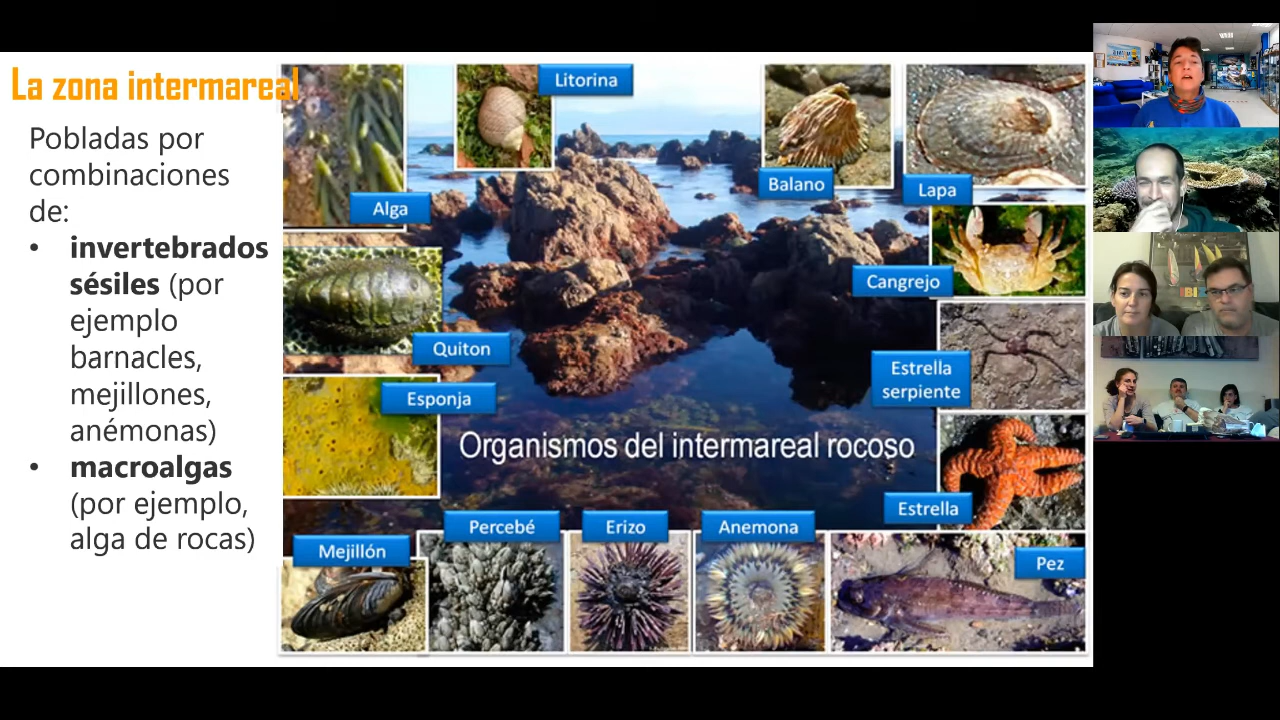 La zona intermareal
Pobladas por
combinaciones
de:
• invertebrados
sésiles (por
ejemplo
barnacles,
mejillones,
anémonas)
• macroalgas
(por ejemplo,
alga de rocas)
Litorina
Balano
Lapa
Alga
Cangrejo
Quiton
Estrella
serpiente
Esponja
Organismos del intermareal rocoso
Estrella
Percebé
Erizo
Anemona
Mejillón
Pez